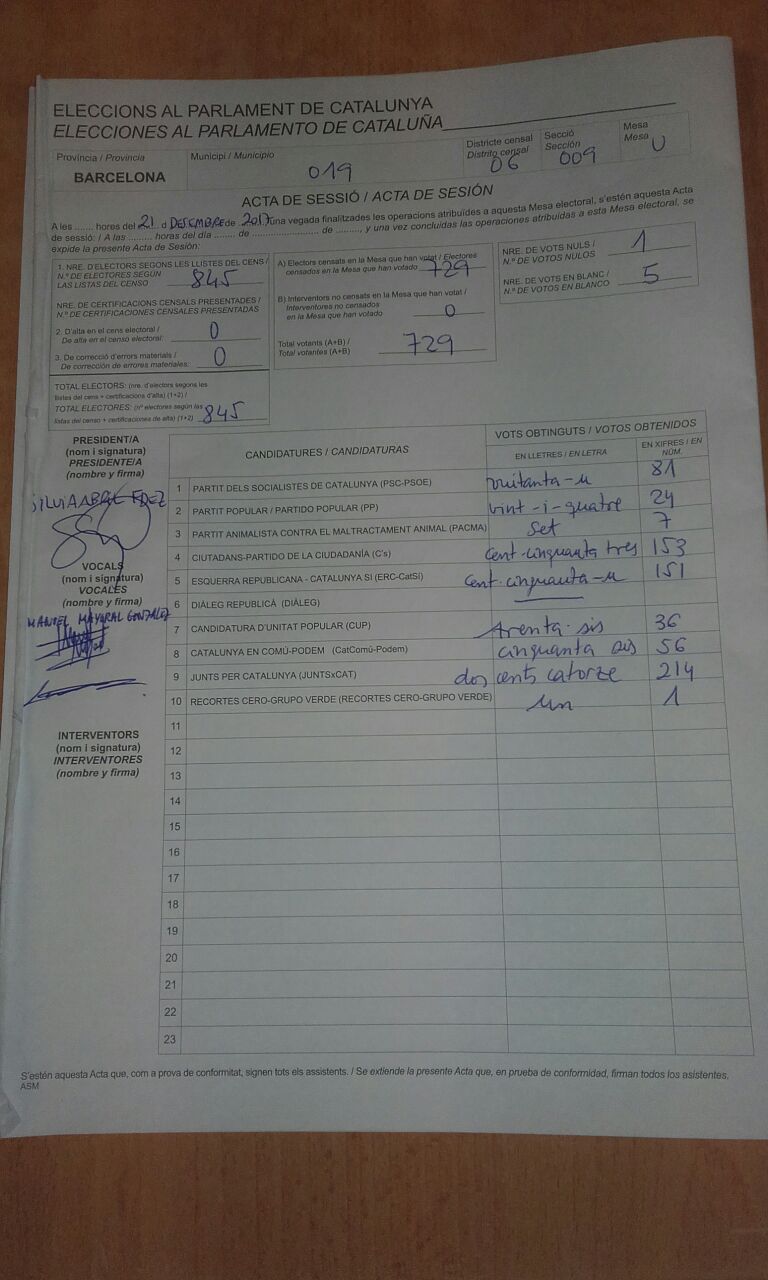 ELECCIONS AL PARLAMENT DE CATALUNYA
ELECCIONES AL PARLAMENTO DE CATALUÑA
Província / Provincia
BARCELONA
Municipi / Municipio
019
Districte censal
Distrito censal
06
Secció
Sección
009
Mesa
Mesa
U
ACTA DE SESSIÓ / ACTA DE SESIÓN
A les ....... hores del 21 d DESEMBRE de 2017 una vegada finalitzades les operacions atribuïdes a aquesta Mesa electoral, s'estén aquesta Acta
de sessió: / A las ......... hores del día ........ de ........................ de ........., y una vez concluidas las operaciones atribuidas a esta Mesa electoral, se
expide la presente Acta de Sesión:
1. NRE. D'ELECTORS SEGONS LES LLISTES DEL CENS /
N.º DE ELECTORES SEGÚN
LAS LISTAS DEL CENSO 845
NRE. DE CERTIFICACIONS CENSALS PRESENTADES /
N.º DE CERTIFICACIONES CENSALES PRESENTADAS
2. D'alta en el cens electoral /
De alta en el censo electoral: 0
3. De correcció d'errors materials /
De corrección de errores materiales: 0
TOTAL ELECTORS: (nre. d'electors segons les
llistes del cens + certificacions d'alta) (1+2) /
TOTAL ELECTORES: (nº electores según las
listas del censo + certificaciones de alta) (1+2) 845
A) Electors censats en la Mesa que han votat / Electores
censados en la Mesa que han votado 729
B) Interventors no censats en la Mesa que han votat /
Interventores no censados
en la Mesa que han votado 0
Total votants (A+B) /
Total votantes (A+B) 729
NRE. DE VOTS NULS /
N.º DE VOTOS NULOS 1
NRE. DE VOTS EN BLANC /
N.º DE VOTOS EN BLANCO 5
PRESIDENT/A
(nom i signatura)
PRESIDENTE/A
(nombre y firma)
SILVIA ABRIL FDEZ
VOCALS
(nom i signatura)
VOCALES
(nombre y firma)
MANUEL MAYORAL GONZALEZ
INTERVENTORS
(nom i signatura)
INTERVENTORES
(nombre y firma)
CANDIDATURES / CANDIDATURAS
VOTS OBTINGUTS / VOTOS OBTENIDOS
EN LLETRES / EN LETRA
EN XIFRES / EN
NÚM.
1 PARTIT DELS SOCIALISTES DE CATALUNYA (PSC-PSOE) vuitanta-u 81
2 PARTIT POPULAR / PARTIDO POPULAR (PP) vint-i-quatre 24
3 PARTIT ANIMALISTA CONTRA EL MALTRACTAMENT ANIMAL (PACMA) set 7
4 CIUTADANS-PARTIDO DE LA CIUDADANÍA (C's) cent-cinquanta tres 153
5 ESQUERRA REPUBLICANA - CATALUNYA SÍ (ERC-CatSí) cent-cinquanta-u 151
6 DIÀLEG REPUBLICÀ (DIÀLEG)
7 CANDIDATURA D'UNITAT POPULAR (CUP) trenta-sis 36
8 CATALUNYA EN COMÚ-PODEM (CatComú-Podem) cinquanta sis 56
9 JUNTS PER CATALUNYA (JUNTSxCAT) dos cents catorze 214
10 RECORTES CERO-GRUPO VERDE (RECORTES CERO-GRUPO VERDE) un 1
11
12
13
14
15
16
17
18
19
20
21
22
23
S'estén aquesta Acta que, com a prova de conformitat, signen tots els assistents. / Se extiende la presente Acta que, en prueba de conformidad, firman todos los asistentes.
ASM